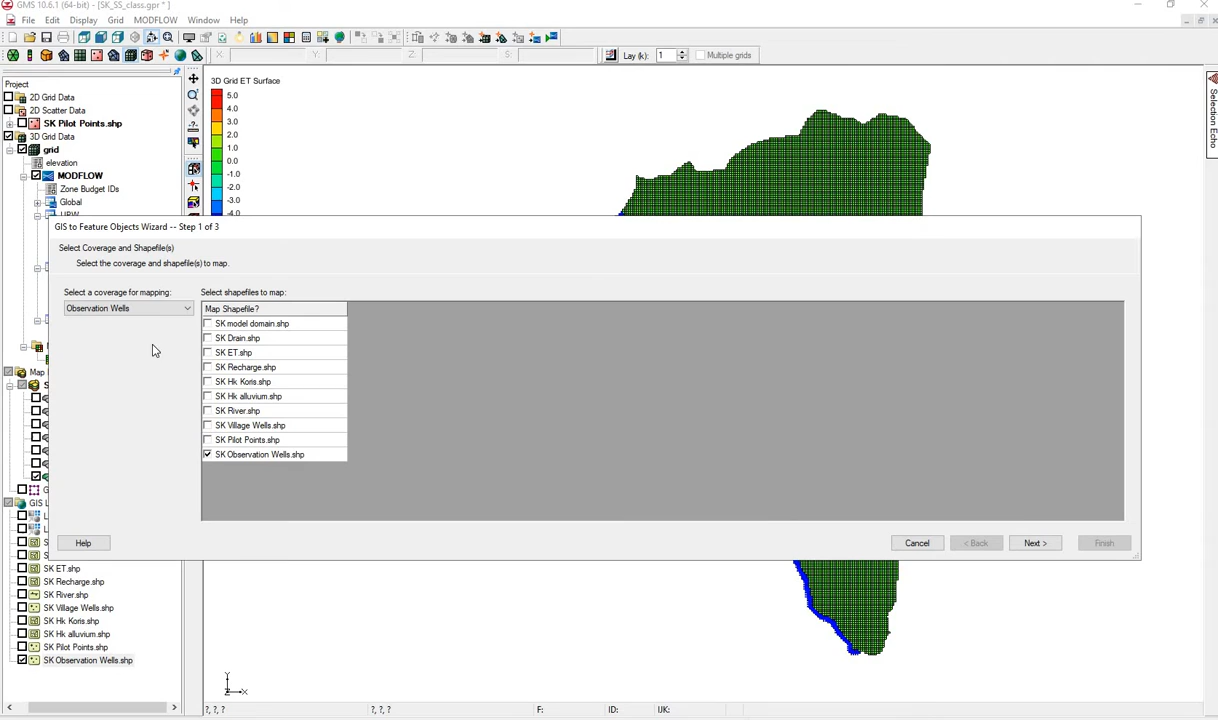 GMS 10.6.1 (64-bit) - [SK_SS_class.gpr * ]
File Edit Display Grid MODFLOW Window Help
X: Y: Z: S: Lay (k): 1 Multiple grids
Project
2D Grid Data
2D Scatter Data
SK Pilot Points.shp
3D Grid Data
grid
elevation
MODFLOW
Zone Budget IDs
Global
3D Grid ET Surface
5.0
4.0
3.0
2.0
1.0
0.0
-1.0
-2.0
-3.0
-4.0
Selection Echo
GIS to Feature Objects Wizard -- Step 1 of 3
Select Coverage and Shapefile(s)
Select the coverage and shapefile(s) to map.
Select a coverage for mapping:
Observation Wells
Select shapefiles to map:
Map Shapefile?
SK model domain.shp
SK Drain.shp
SK ET.shp
SK Recharge.shp
SK Hk Koris.shp
SK Hk alluvium.shp
SK River.shp
SK Village Wells.shp
SK Pilot Points.shp
SK Observation Wells.shp
Help Cancel < Back Next > Finish
Map
GIS L
SK ET.shp
SK Recharge.shp
SK River.shp
SK Village Wells.shp
SK Hk Koris.shp
SK Hk alluvium.shp
SK Pilot Points.shp
SK Observation Wells.shp
Y
Z X
?, ?, ? ?, ?, ? F: ID: UK: